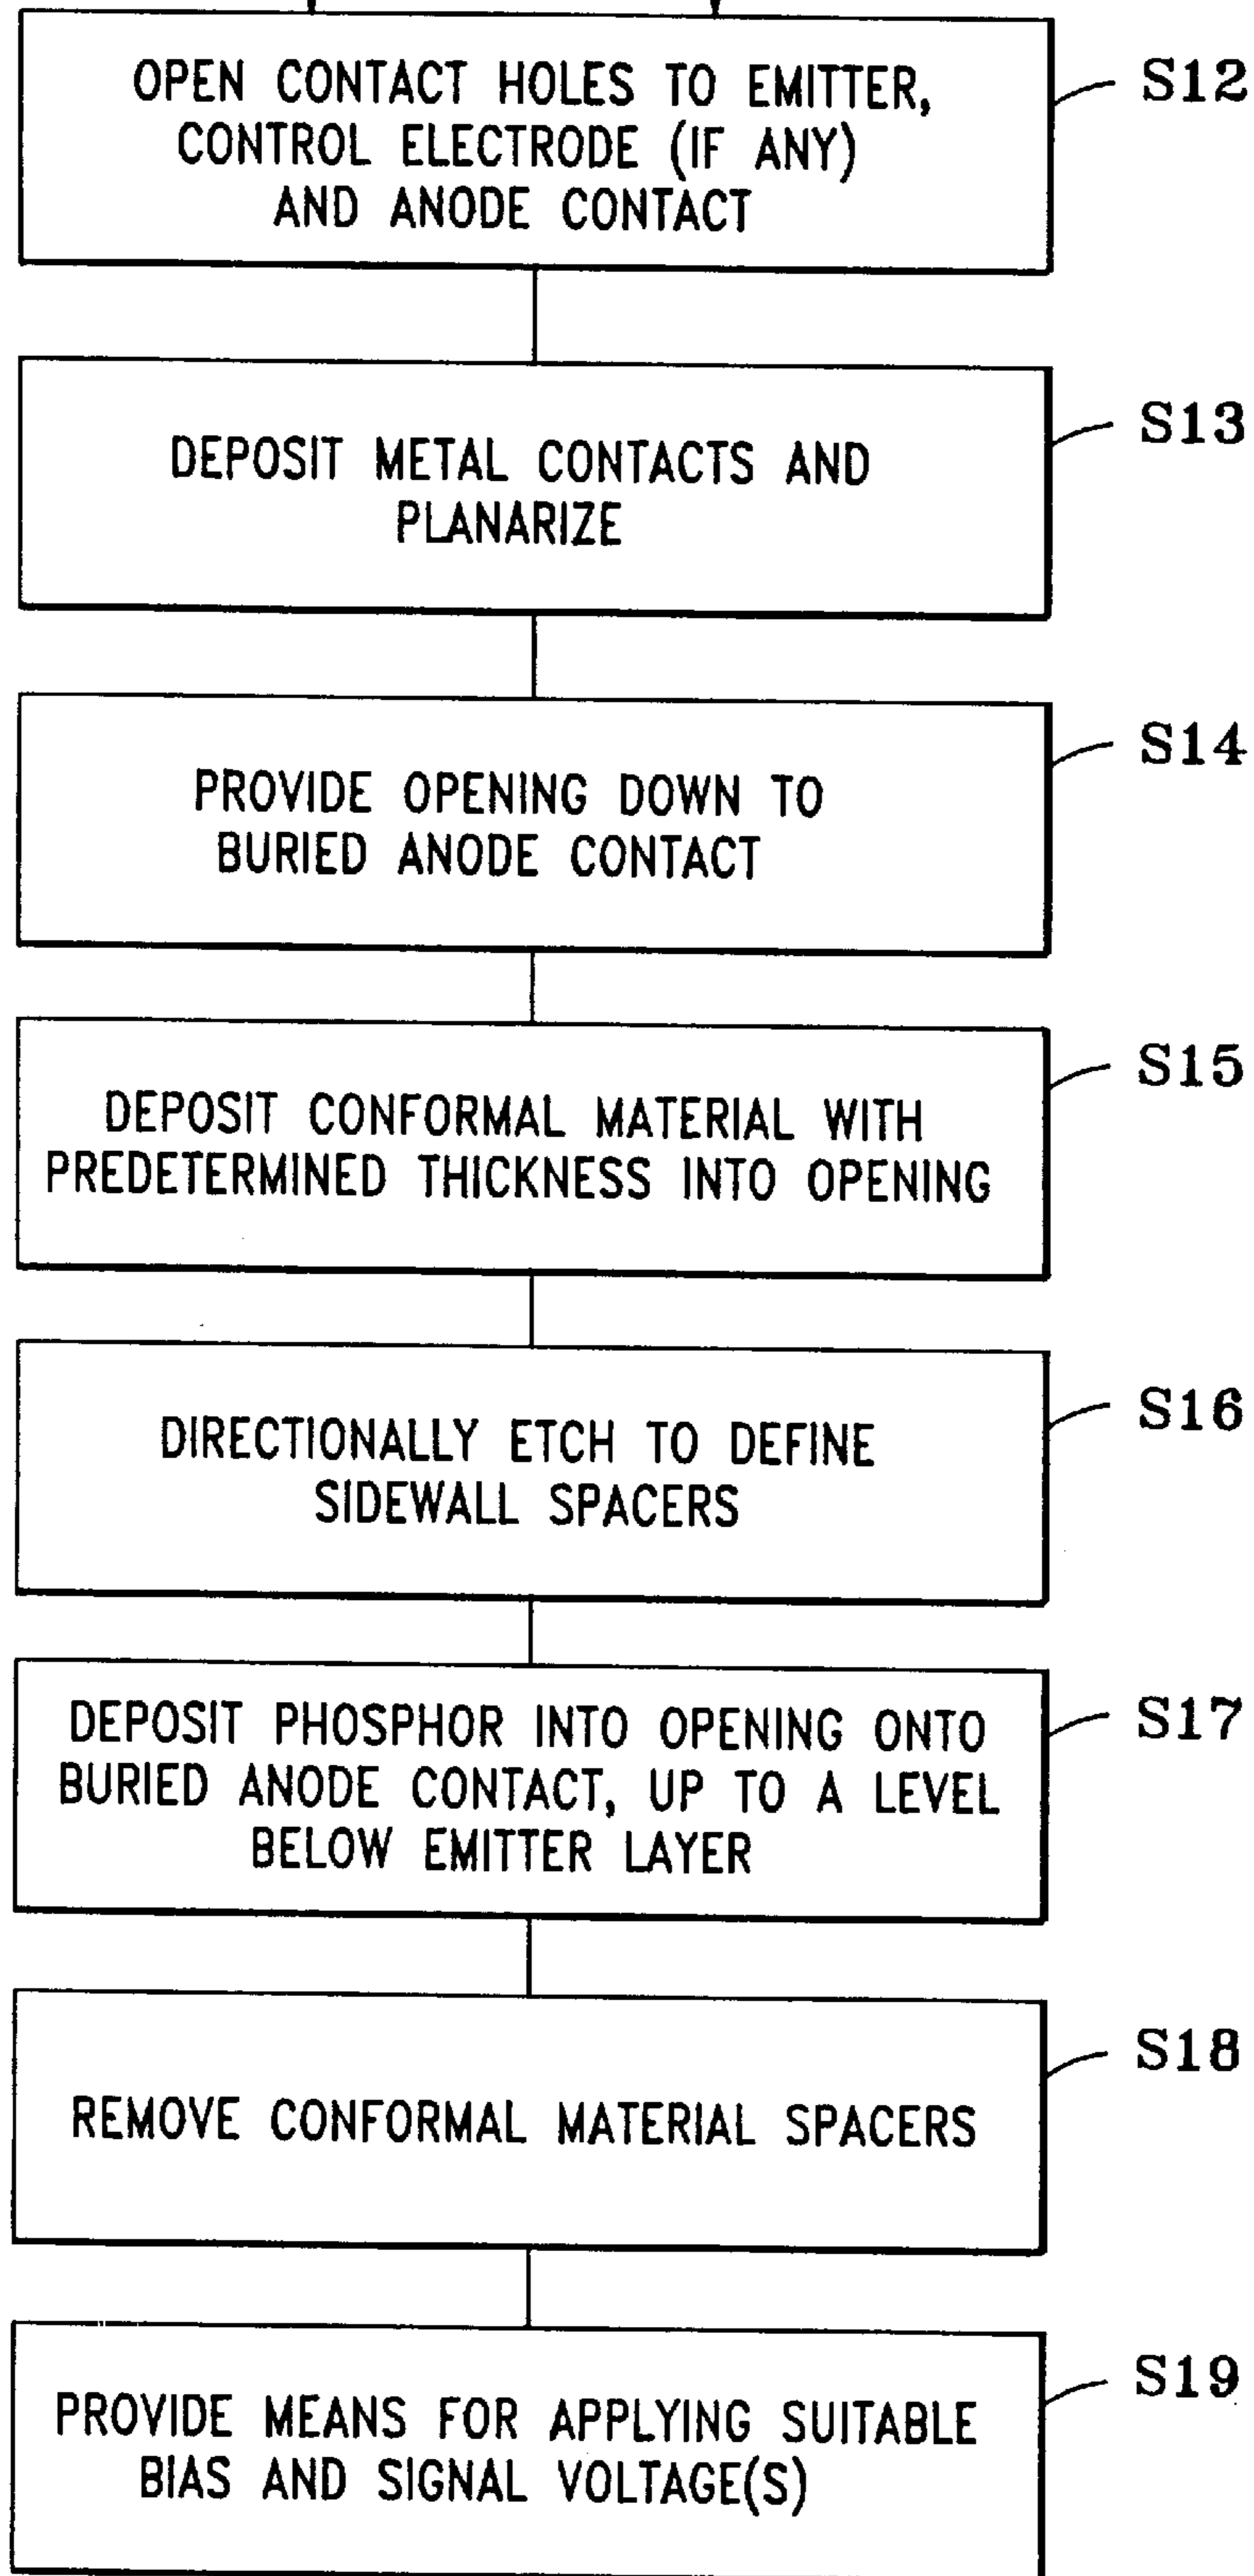 OPEN CONTACT HOLES TO EMITTER,
CONTROL ELECTRODE (IF ANY)
AND ANODE CONTACT
S12
DEPOSIT METAL CONTACTS AND
PLANARIZE
S13
PROVIDE OPENING DOWN TO
BURIED ANODE CONTACT
S14
DEPOSIT CONFORMAL MATERIAL WITH
PREDETERMINED THICKNESS INTO OPENING
S15
DIRECTIONALLY ETCH TO DEFINE
SIDEWALL SPACERS
S16
DEPOSIT PHOSPHOR INTO OPENING ONTO
BURIED ANODE CONTACT, UP TO A LEVEL
BELOW EMITTER LAYER
S17
REMOVE CONFORMAL MATERIAL SPACERS
S18
PROVIDE MEANS FOR APPLYING SUITABLE
BIAS AND SIGNAL VOLTAGE(S)
S19